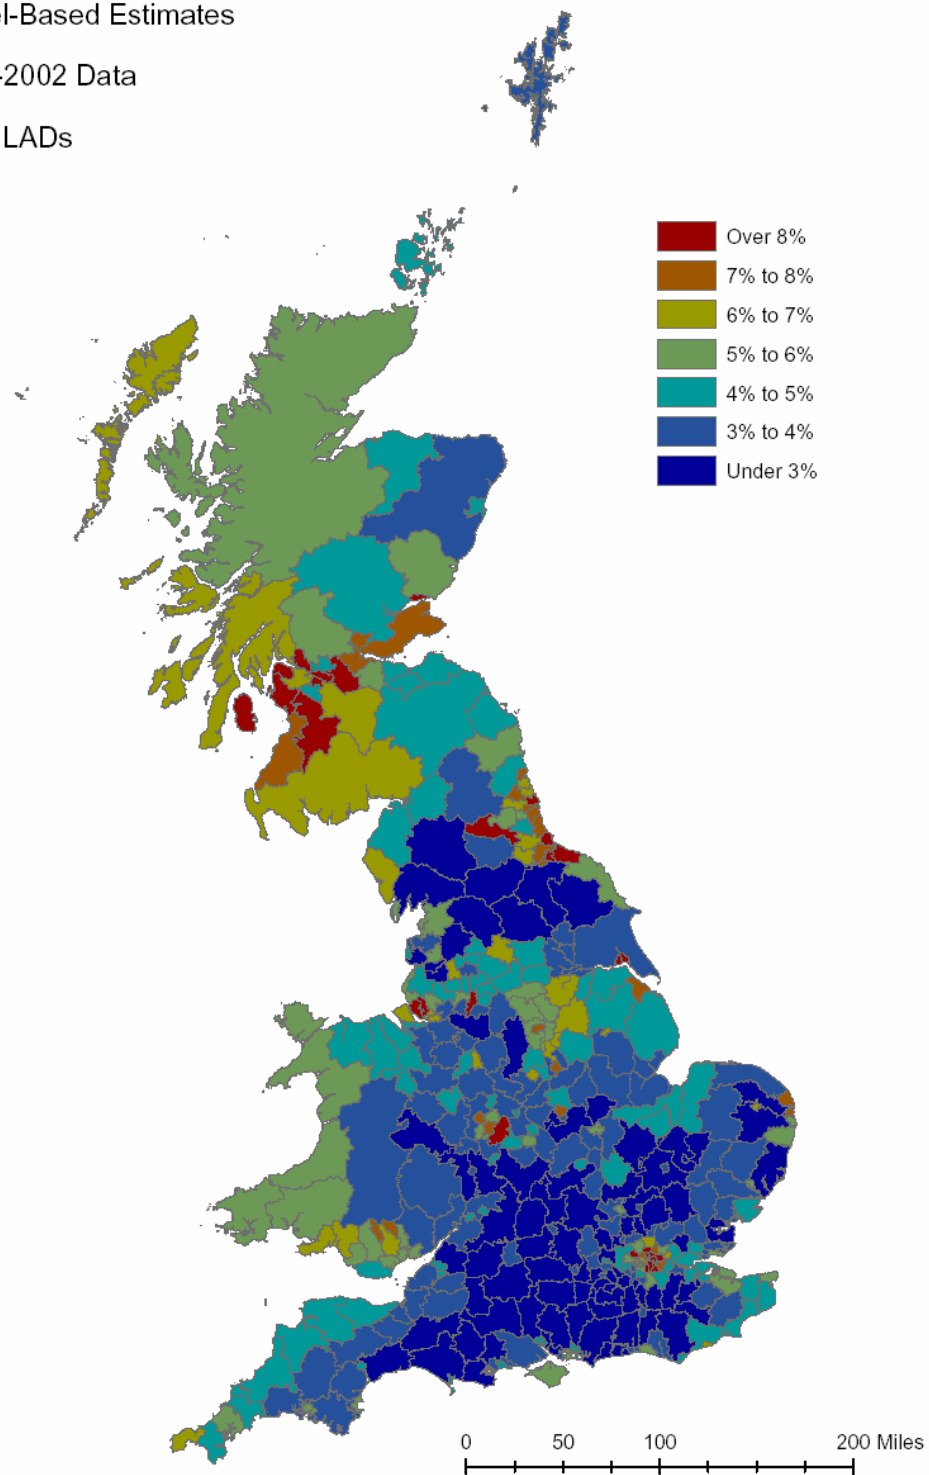 l-Based Estimates
-2002 Data
LADs
Over 8%
7% to 8%
6% to 7%
5% to 6%
4% to 5%
3% to 4%
Under 3%
0 50 100 200 Miles